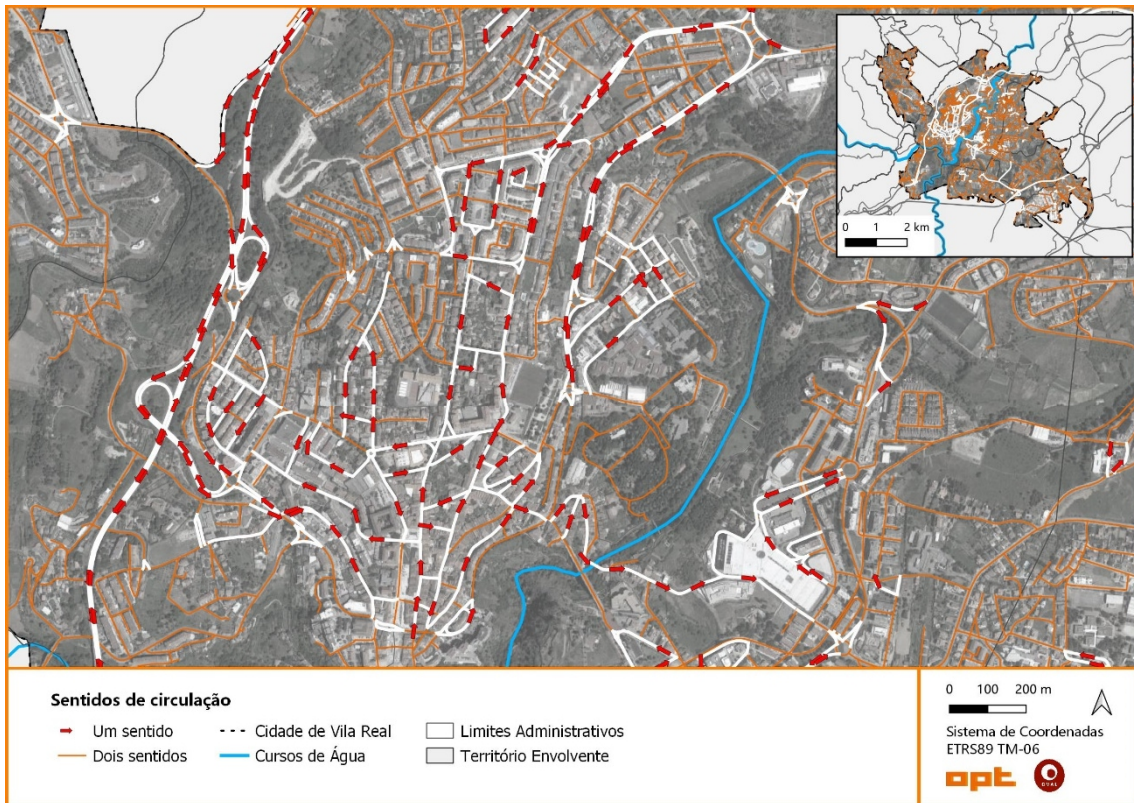 0 1 2 km
Sentidos de circulação
Um sentido
Dois sentidos
Cidade de Vila Real
Cursos de Água
Limites Administrativos
Território Envolvente
0 100 200 m
Sistema de Coordenadas
ETRS89 TM-06
opt